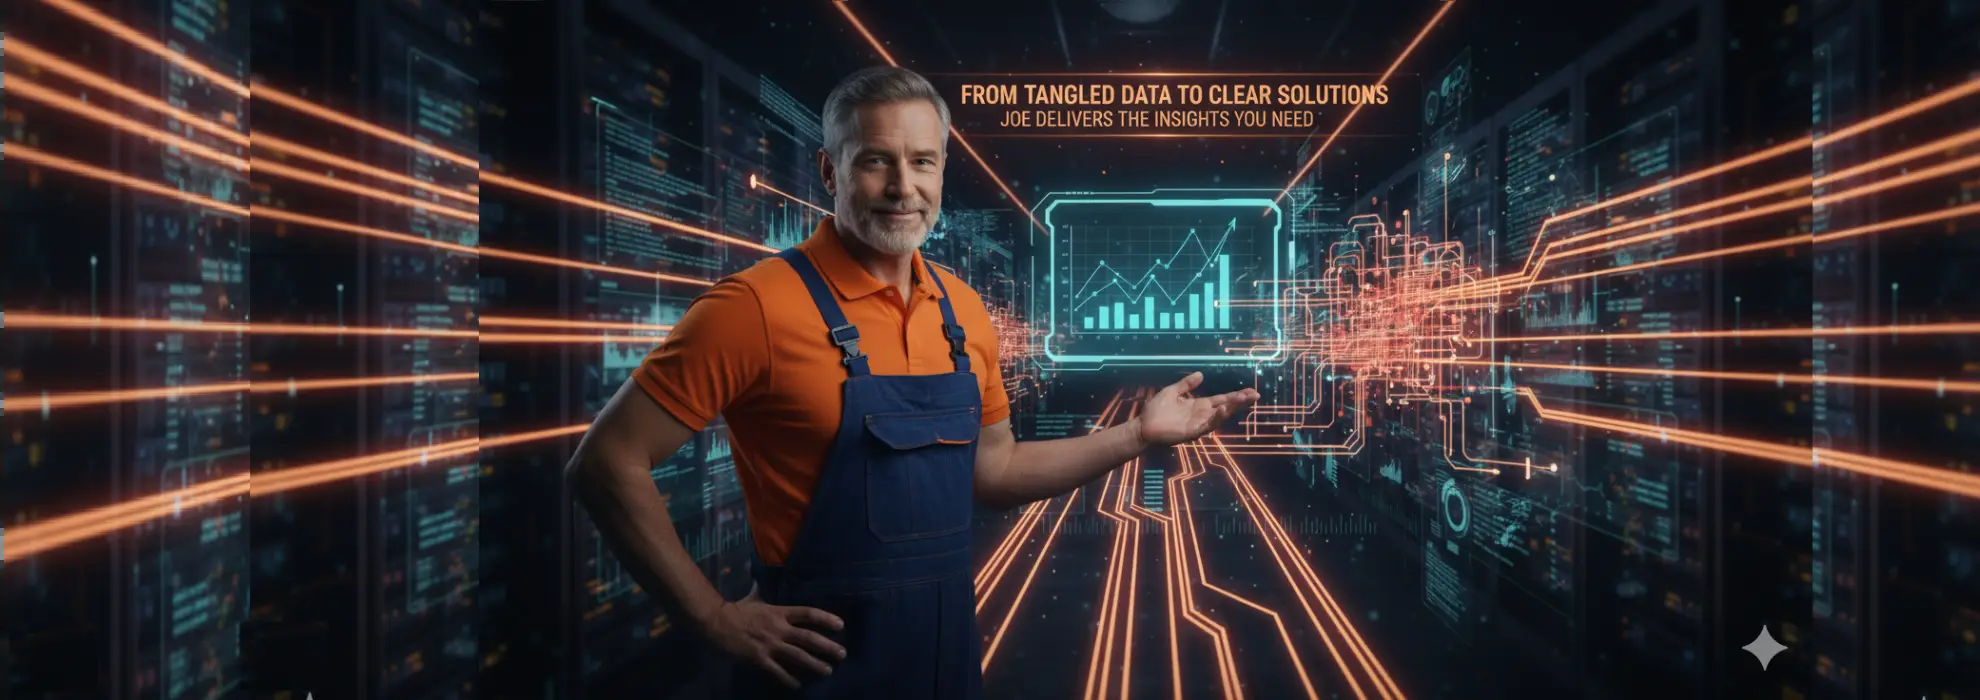 FROM TANGLED DATA TO CLEAR SOLUTIONS
JOE DELIVERS THE INSIGHTS YOU NEED